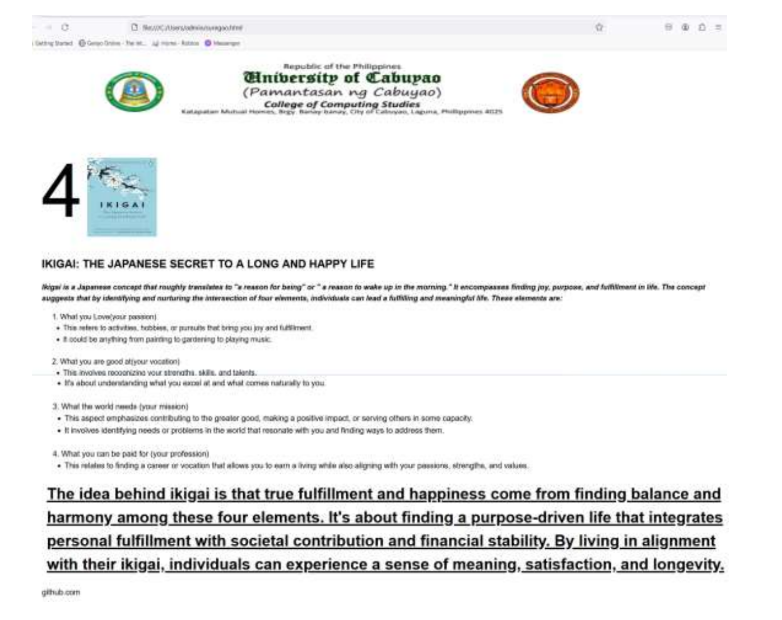 file:///C:/Users/admin/suregao.html
Getting Started
Messenger
Republic of the Philippines
University of Cabuyao
(Pamantasan ng Cabuyao)
College of Computing Studies
Katapatan Mutual Homes, Brgy. Banay-banay, City of Cabuyao, Laguna, Philippines 4025
4
IKIGAI
IKIGAI: THE JAPANESE SECRET TO A LONG AND HAPPY LIFE
Ikigai is a Japanese concept that roughly translates to "a reason for being" or " a reason to wake up in the morning." It encompasses finding joy, purpose, and fulfillment in life. The concept
suggests that by identifying and nurturing the intersection of four elements, individuals can lead a fulfilling and meaningful life. These elements are:
1. What you Love(your passion)
• This refers to activities, hobbies, or pursuits that bring you joy and fulfillment.
• It could be anything from painting to gardening to playing music.
2. What you are good at(your vocation)
• This involves recognizing your strengths, skills, and talents.
• It's about understanding what you excel at and what comes naturally to you.
3. What the world needs (your mission)
• This aspect emphasizes contributing to the greater good, making a positive impact, or serving others in some capacity.
• It involves identifying needs or problems in the world that resonate with you and finding ways to address them.
4. What you can be paid for (your profession)
• This relates to finding a career or vocation that allows you to earn a living while also aligning with your passions, strengths, and values.
The idea behind ikigai is that true fulfillment and happiness come from finding balance and
harmony among these four elements. It's about finding a purpose-driven life that integrates
personal fulfillment with societal contribution and financial stability. By living in alignment
with their ikigai, individuals can experience a sense of meaning, satisfaction, and longevity.
github.com